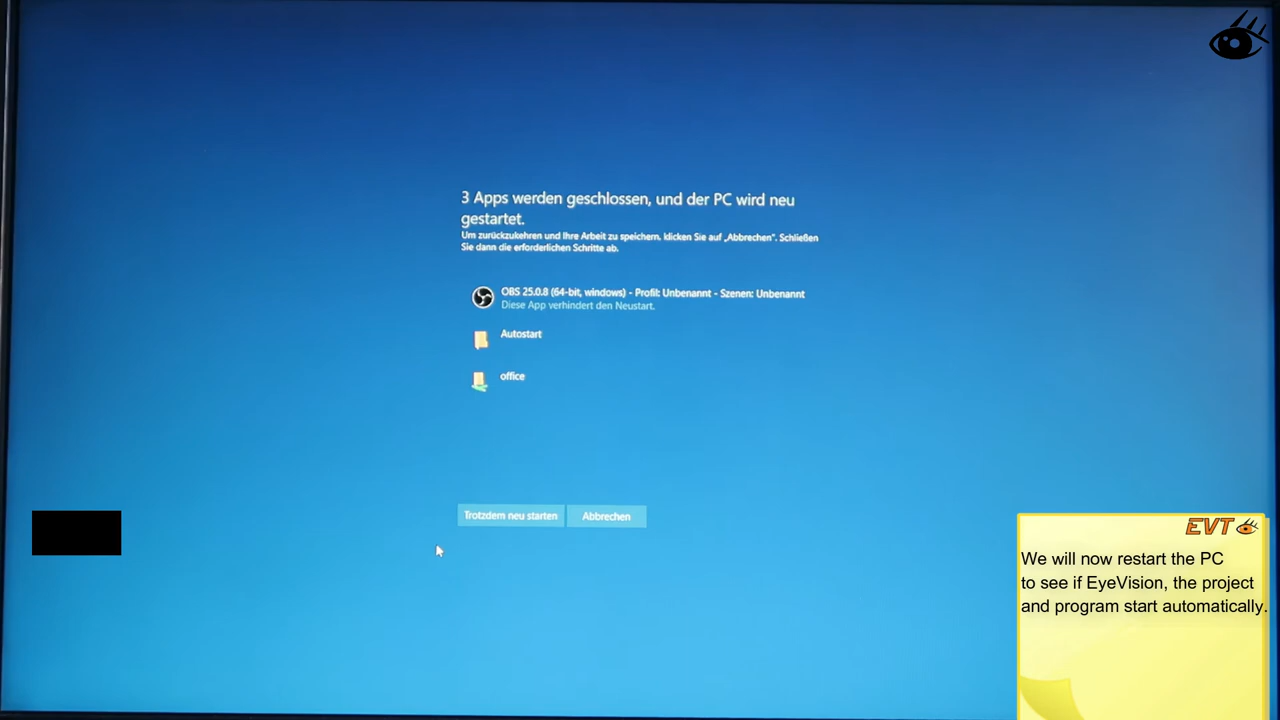 3 Apps werden geschlossen, und der PC wird neu
gestartet.
Um zurückzukehren und Ihre Arbeit zu speichern, klicken Sie auf „Abbrechen“. Schließen
Sie dann die erforderlichen Schritte ab.
OBS 25.0.8 (64-bit, windows) - Profil: Unbenannt - Szenen: Unbenannt
Diese App verhindert den Neustart.
Autostart
office
Trotzdem neu starten
Abbrechen
EVT
We will now restart the PC
to see if EyeVision, the project
and program start automatically.